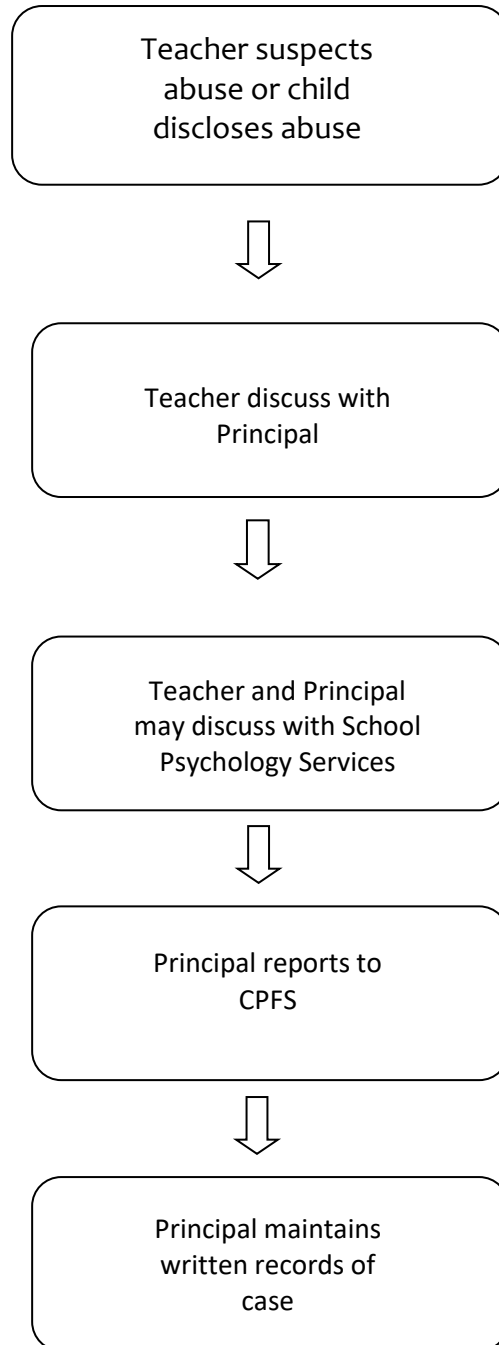 Teacher suspects
abuse or child
discloses abuse
Teacher discuss with
Principal
Teacher and Principal
may discuss with School
Psychology Services
Principal reports to
CPFS
Principal maintains
written records of
case